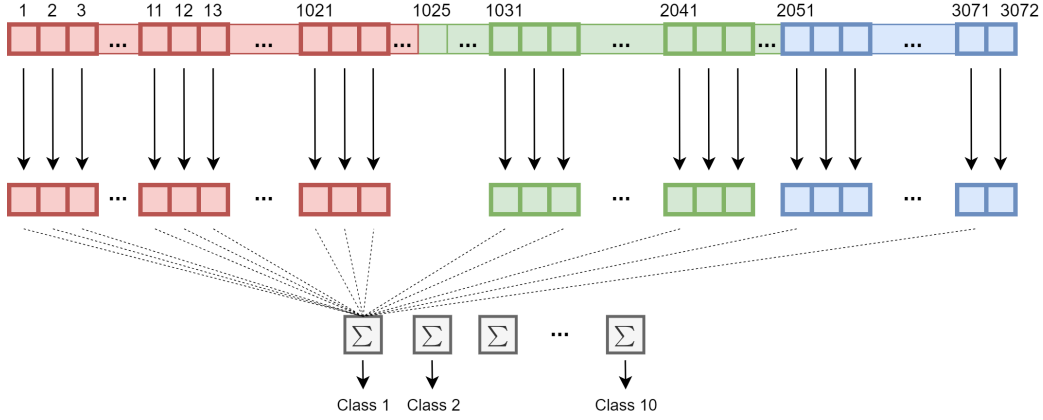 1 2 3 11 12 13 1021 1025 1031 2041 2051 3071 3072
... ... ... ... ... ... ...
... ... ... ...
∑ ∑ ∑ ... ∑
Class 1 Class 2 Class 10